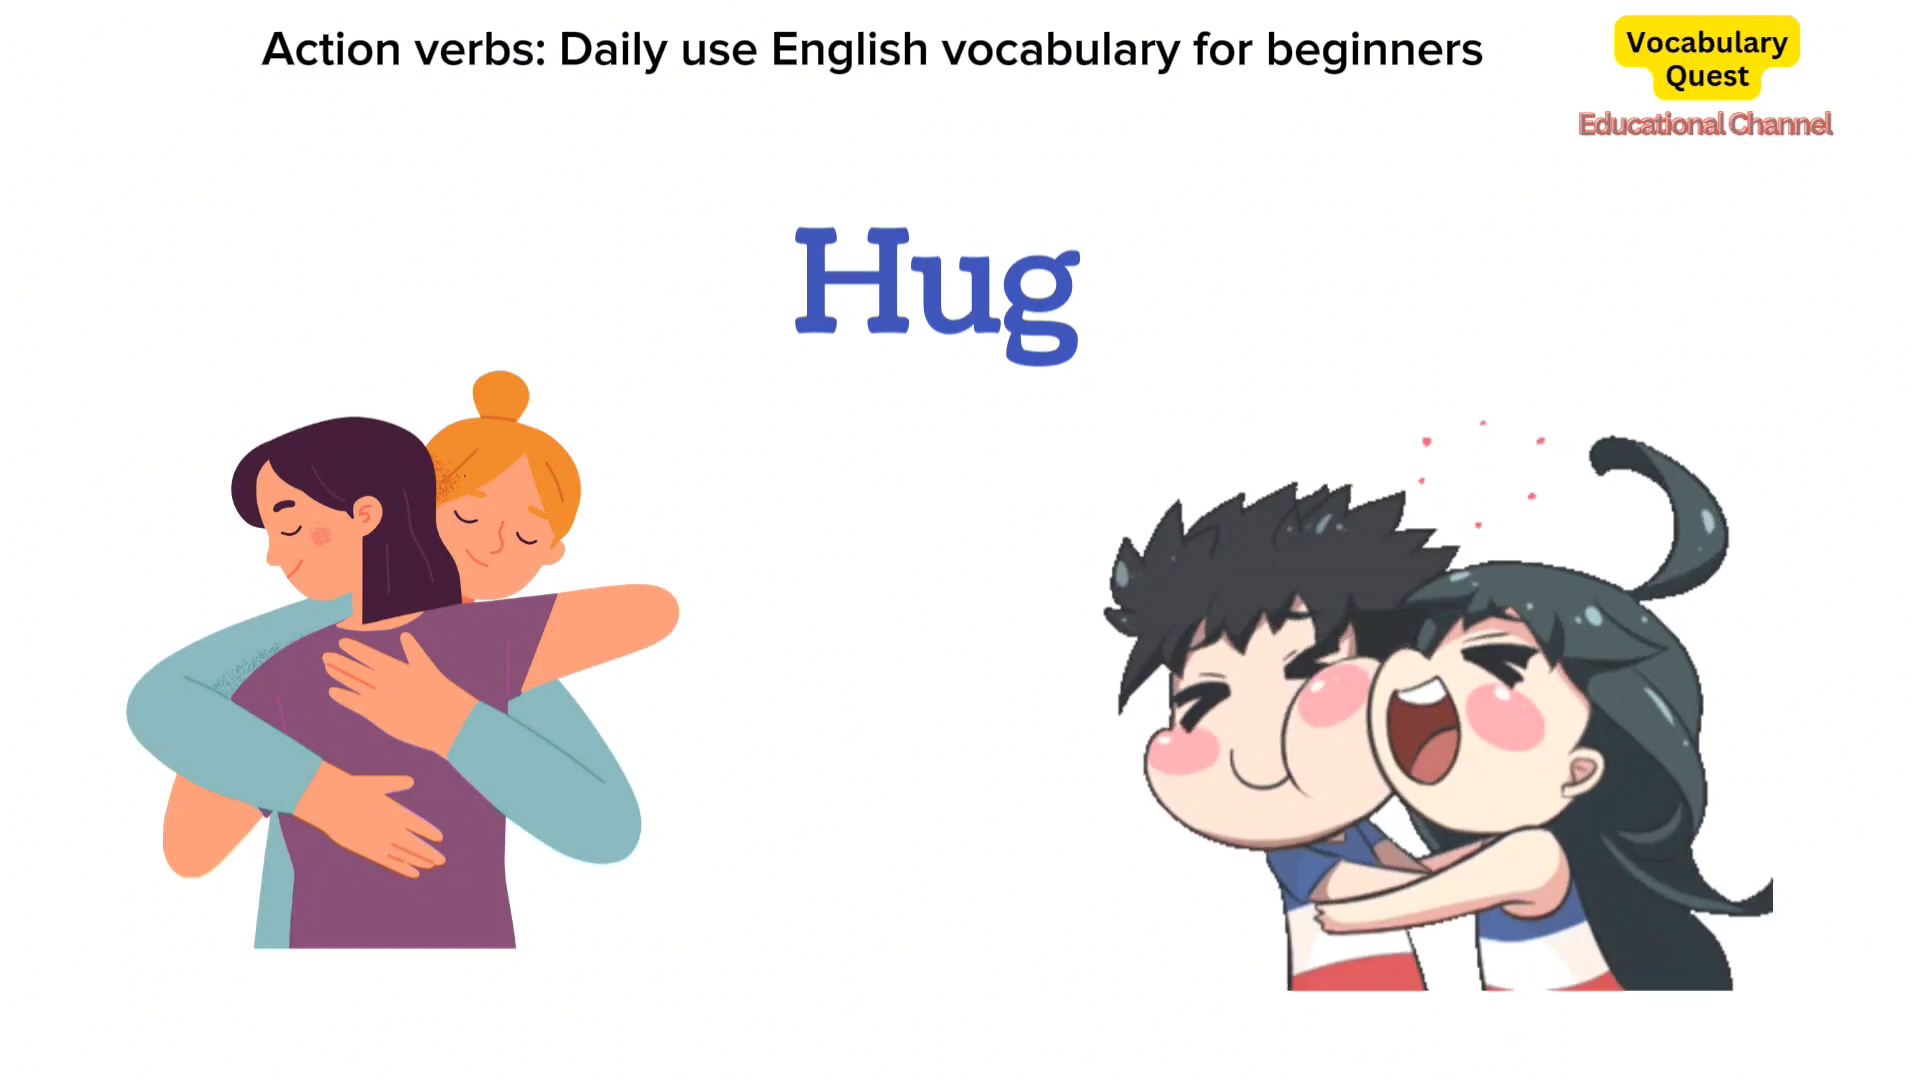 Action verbs: Daily use English vocabulary for beginners
Vocabulary
Quest
Educational Channel
Hug